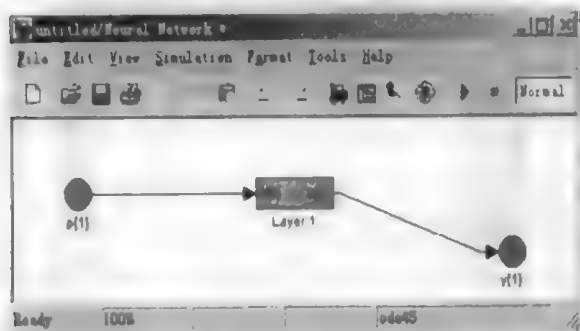 untitled/Neural Network *
File Edit View Simulation Format Tools Help
Normal
p{1}
Layer 1
y{1}
Ready 100% ode45